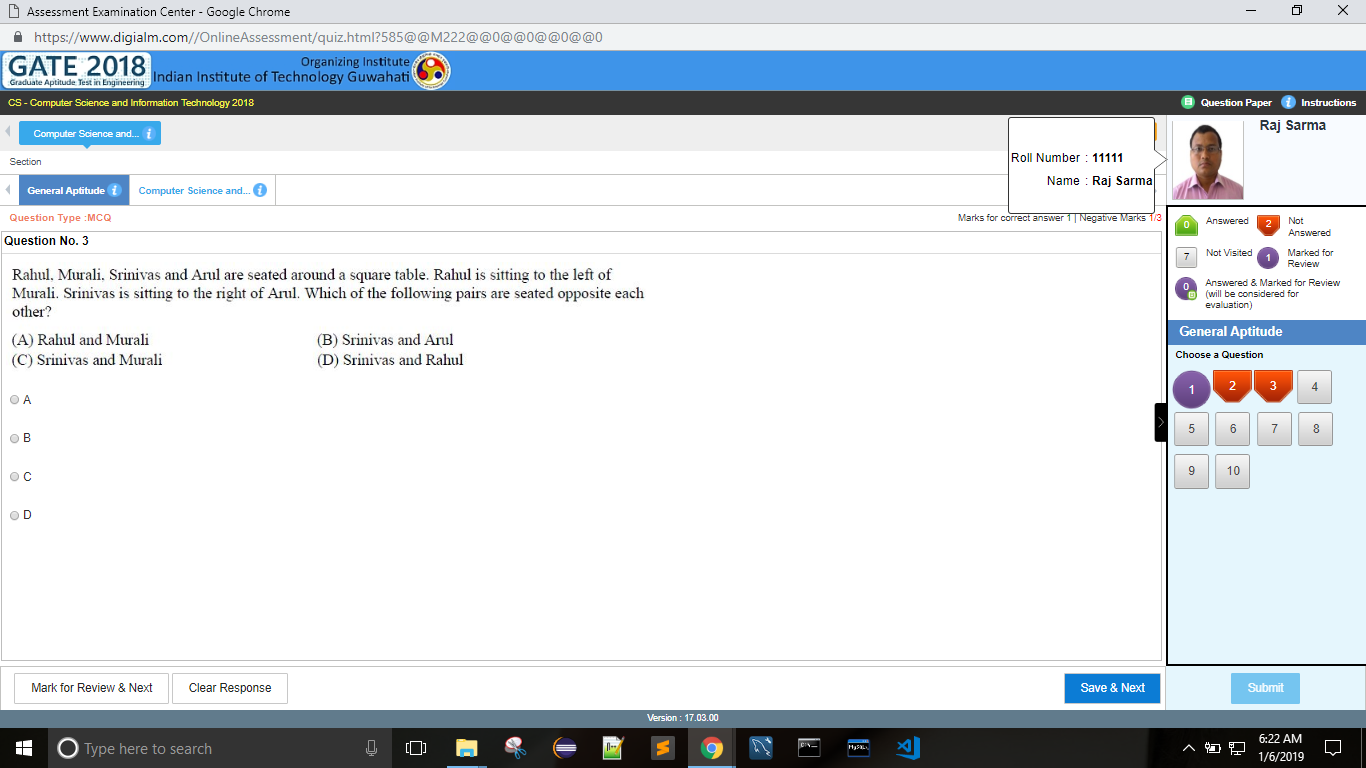 Assessment Examination Center - Google Chrome
https://www.digialm.com//OnlineAssessment/quiz.html?585@@M222@@0@@0@@0@@0
GATE 2018
Graduate Aptitude Test in Engineering
Organizing Institute
Indian Institute of Technology Guwahati
CS - Computer Science and Information Technology 2018
Question Paper
i Instructions
Computer Science and... i
Section
General Aptitude i
Computer Science and... i
Roll Number : 11111
Name : Raj Sarma
Raj Sarma
Question Type :MCQ
Marks for correct answer 1 | Negative Marks 1/3
Question No. 3
Rahul, Murali, Srinivas and Arul are seated around a square table. Rahul is sitting to the left of
Murali. Srinivas is sitting to the right of Arul. Which of the following pairs are seated opposite each
other?
(A) Rahul and Murali
(B) Srinivas and Arul
(C) Srinivas and Murali
(D) Srinivas and Rahul
A
B
C
D
0 Answered
2 Not Answered
7 Not Visited
1 Marked for Review
0 Answered & Marked for Review
(will be considered for
evaluation)
General Aptitude
Choose a Question
1 2 3 4
5 6 7 8
9 10
Mark for Review & Next
Clear Response
Save & Next
Submit
Version : 17.03.00
Type here to search
6:22 AM
1/6/2019